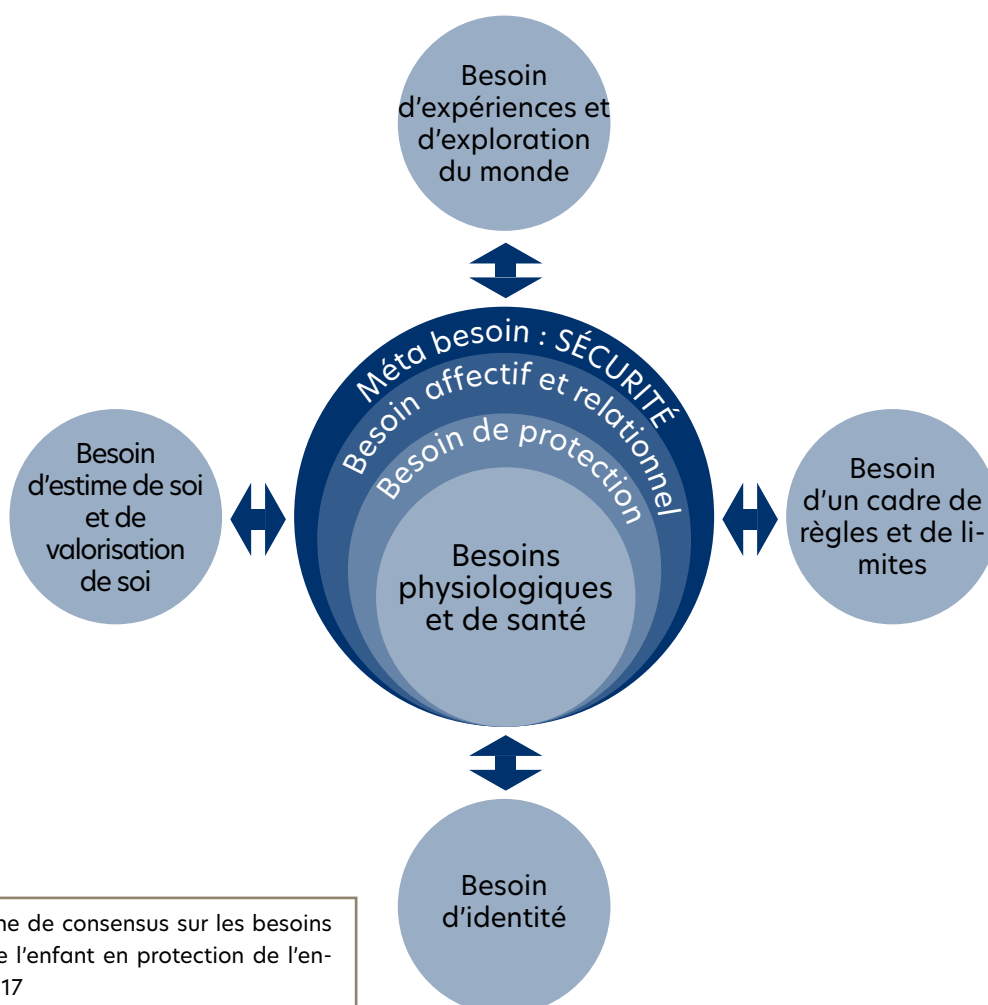 Besoin
d'expériences et
d'exploration
du monde
Méta besoin : SÉCURITÉ
Besoin affectif et relationnel
Besoin de protection
Besoins
physiologiques
et de santé
Besoin
d'estime de soi
et de
valorisation
de soi
Besoin
d'un cadre de
règles et de li-
mites
Besoin
d'identité
de consensus sur les besoins
l'enfant en protection de l'en-
17